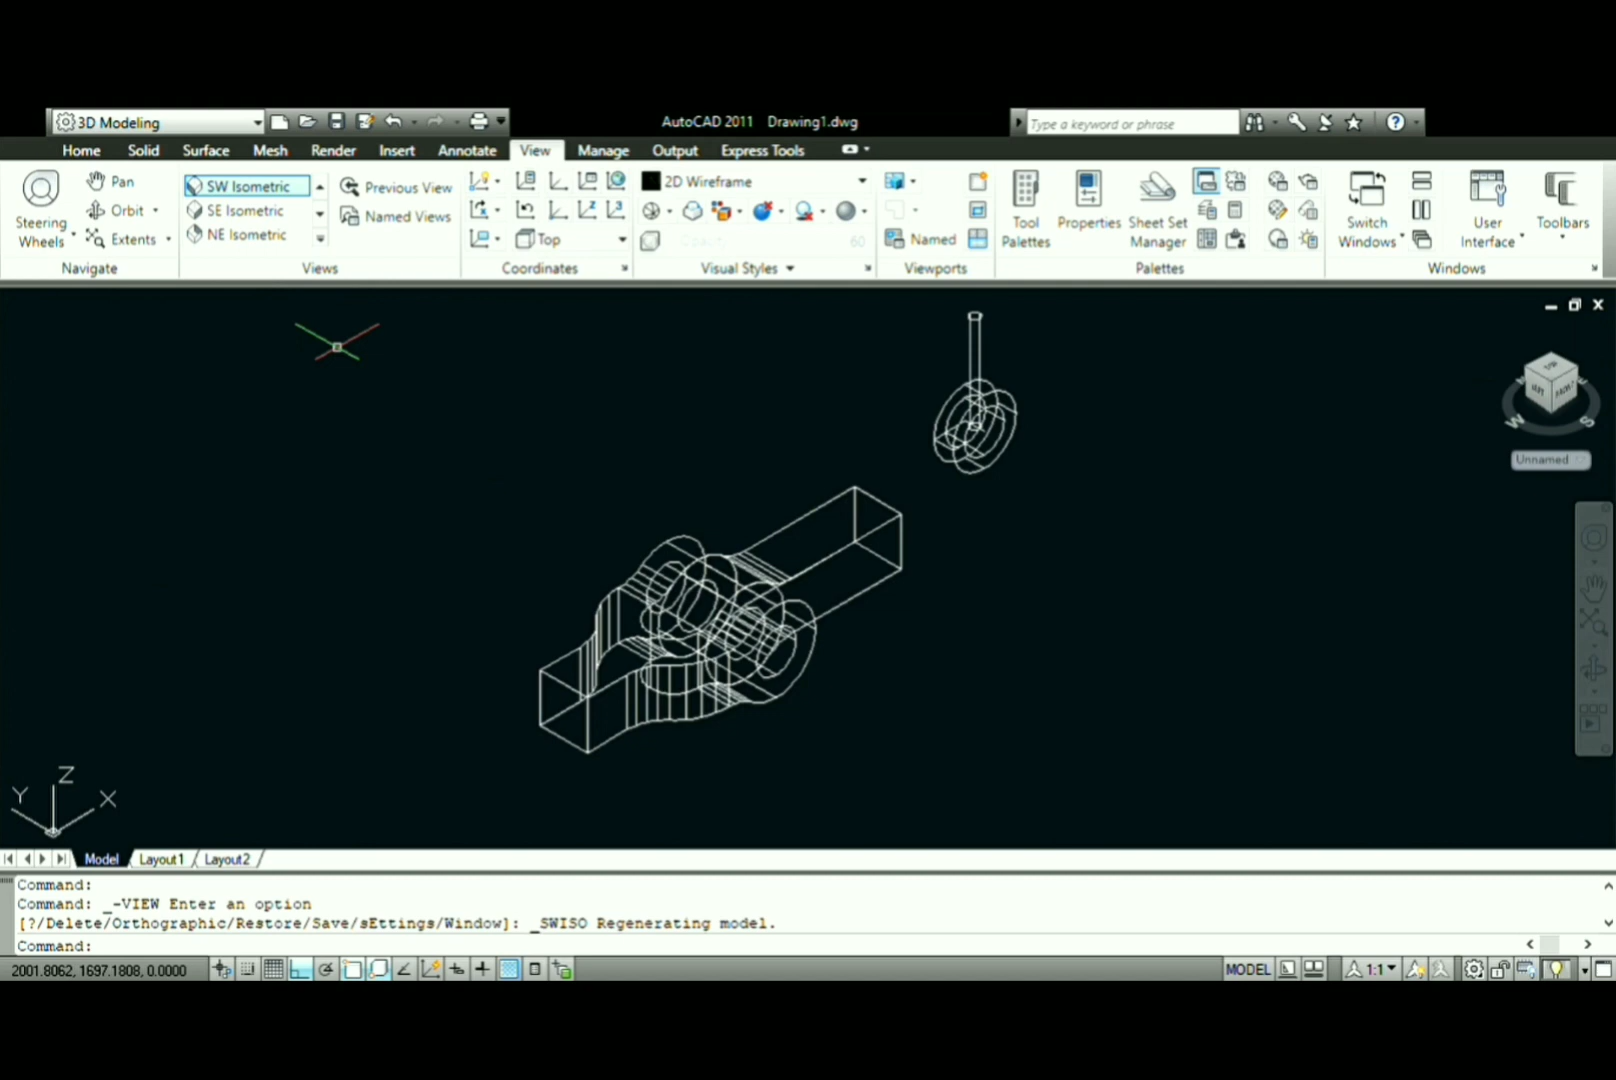 3D Modeling
AutoCAD 2011 Drawing1.dwg
Type a keyword or phrase
Home Solid Surface Mesh Render Insert Annotate View Manage Output Express Tools
Steering
Wheels
Pan
Orbit
Extents
Navigate
SW Isometric
SE Isometric
NE Isometric
Views
Previous View
Named Views
Top
Coordinates
2D Wireframe
60
Visual Styles
Named
Viewports
Tool
Palettes
Properties
Sheet Set
Manager
Palettes
Switch
Windows
User
Interface
Toolbars
Windows
TOP
W
S
Unnamed
Z
Y
X
Model Layout1 Layout2
Command:
Command: _-VIEW Enter an option
[?/Delete/Orthographic/Restore/Save/sEttings/Window]: _SWISO Regenerating model.
Command:
2001.8062, 1697.1808, 0.0000
MODEL
1:1